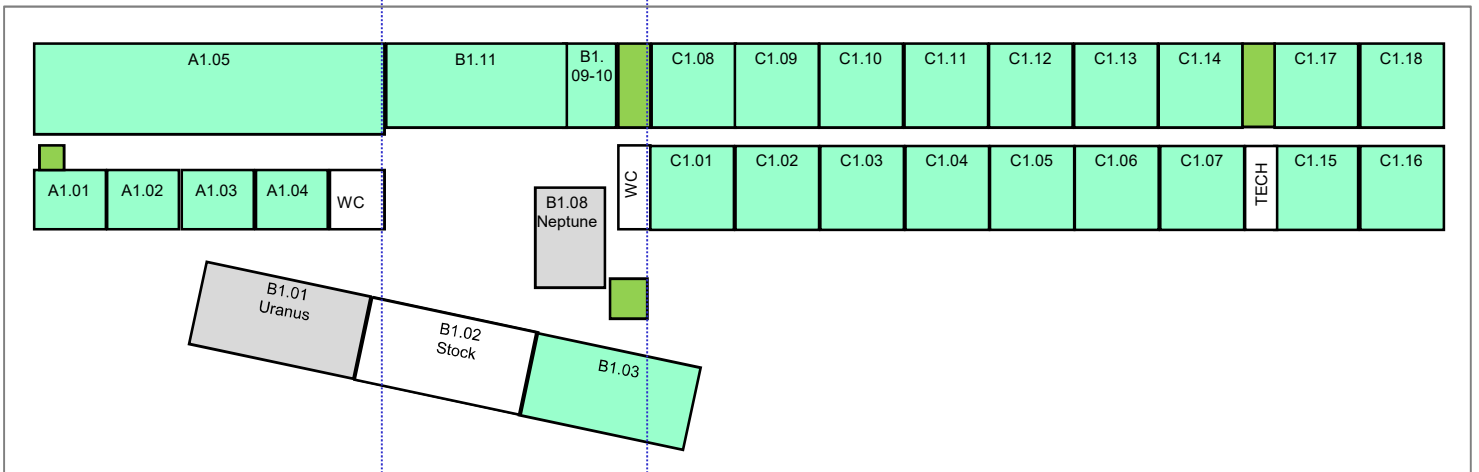 A1.05
B1.11
B1.
09-10
C1.08
C1.09
C1.10
C1.11
C1.12
C1.13
C1.14
C1.17
C1.18
A1.01
A1.02
A1.03
A1.04
WC
B1.08
Neptune
WC
C1.01
C1.02
C1.03
C1.04
C1.05
C1.06
C1.07
TECH
C1.15
C1.16
B1.01
Uranus
B1.02
Stock
B1.03